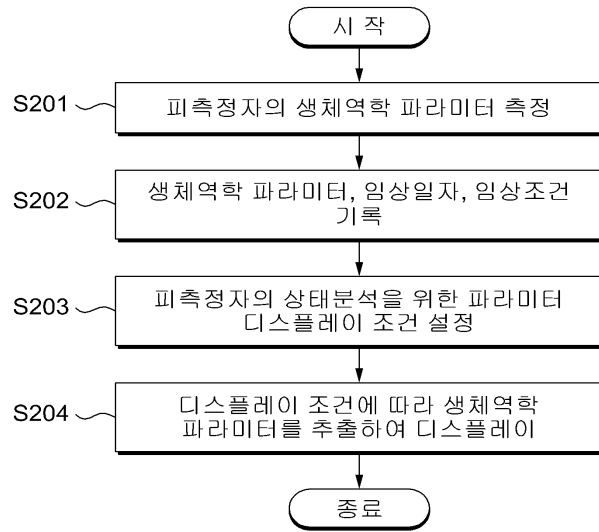 시 작
S201
피측정자의 생체역학 파라미터 측정
S202
생체역학 파라미터, 임상일자, 임상조건
기록
S203
피측정자의 상태분석을 위한 파라미터
디스플레이 조건 설정
S204
디스플레이 조건에 따라 생체역학
파라미터를 추출하여 디스플레이
종료